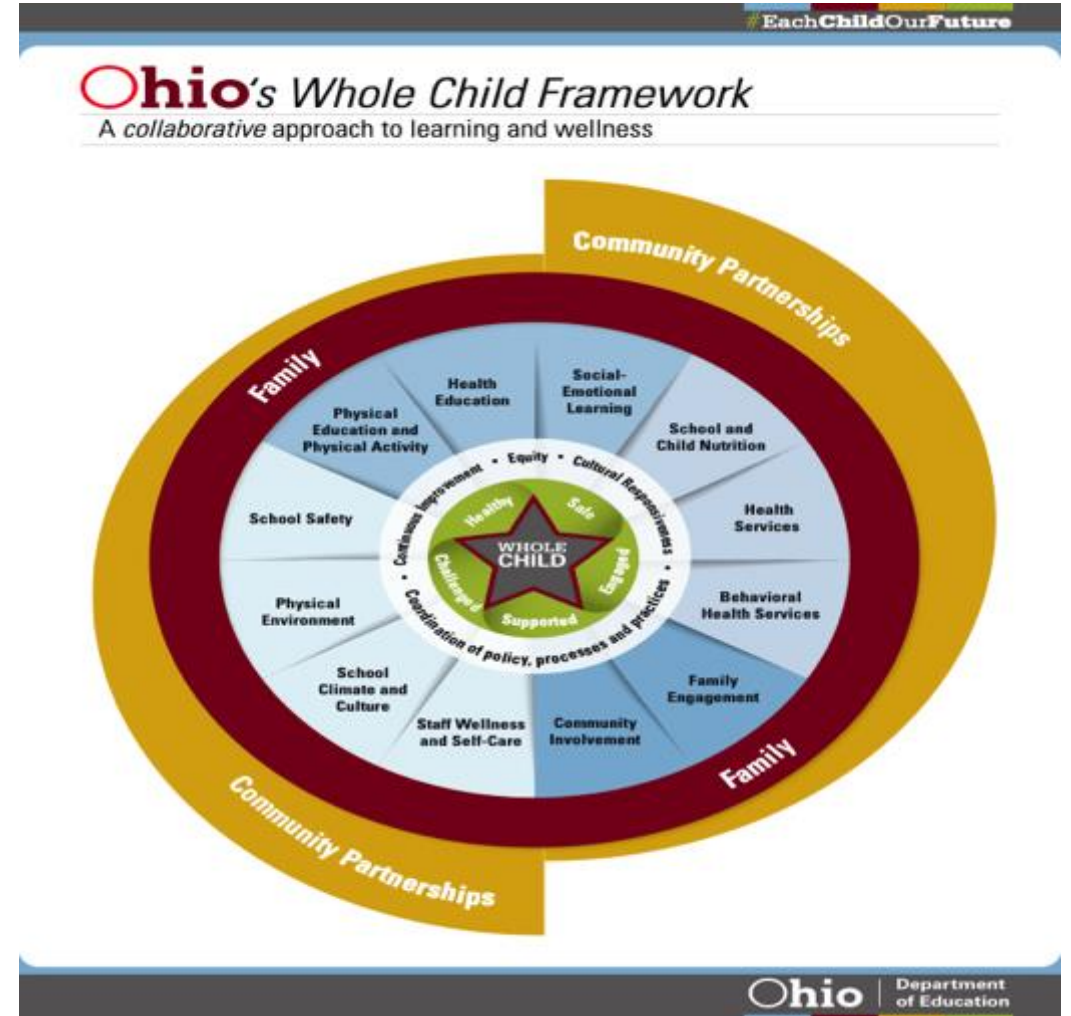 #EachChildOurFuture
Ohio's Whole Child Framework
A collaborative approach to learning and wellness
Community Partnerships
Family
Health
Education
Social-
Emotional
Learning
Physical
Education and
Physical Activity
School and
Child Nutrition
School Safety
Health
Services
Physical
Environment
Behavioral
Health Services
School
Climate and
Culture
Family
Engagement
Staff Wellness
and Self-Care
Community
Involvement
• Continuous Improvement • Equity • Cultural Responsiveness •
Coordination of policy, processes and practices
Healthy
Safe
Engaged
Supported
Challenged
WHOLE
CHILD
Family
Community Partnerships
Ohio
Department
of Education